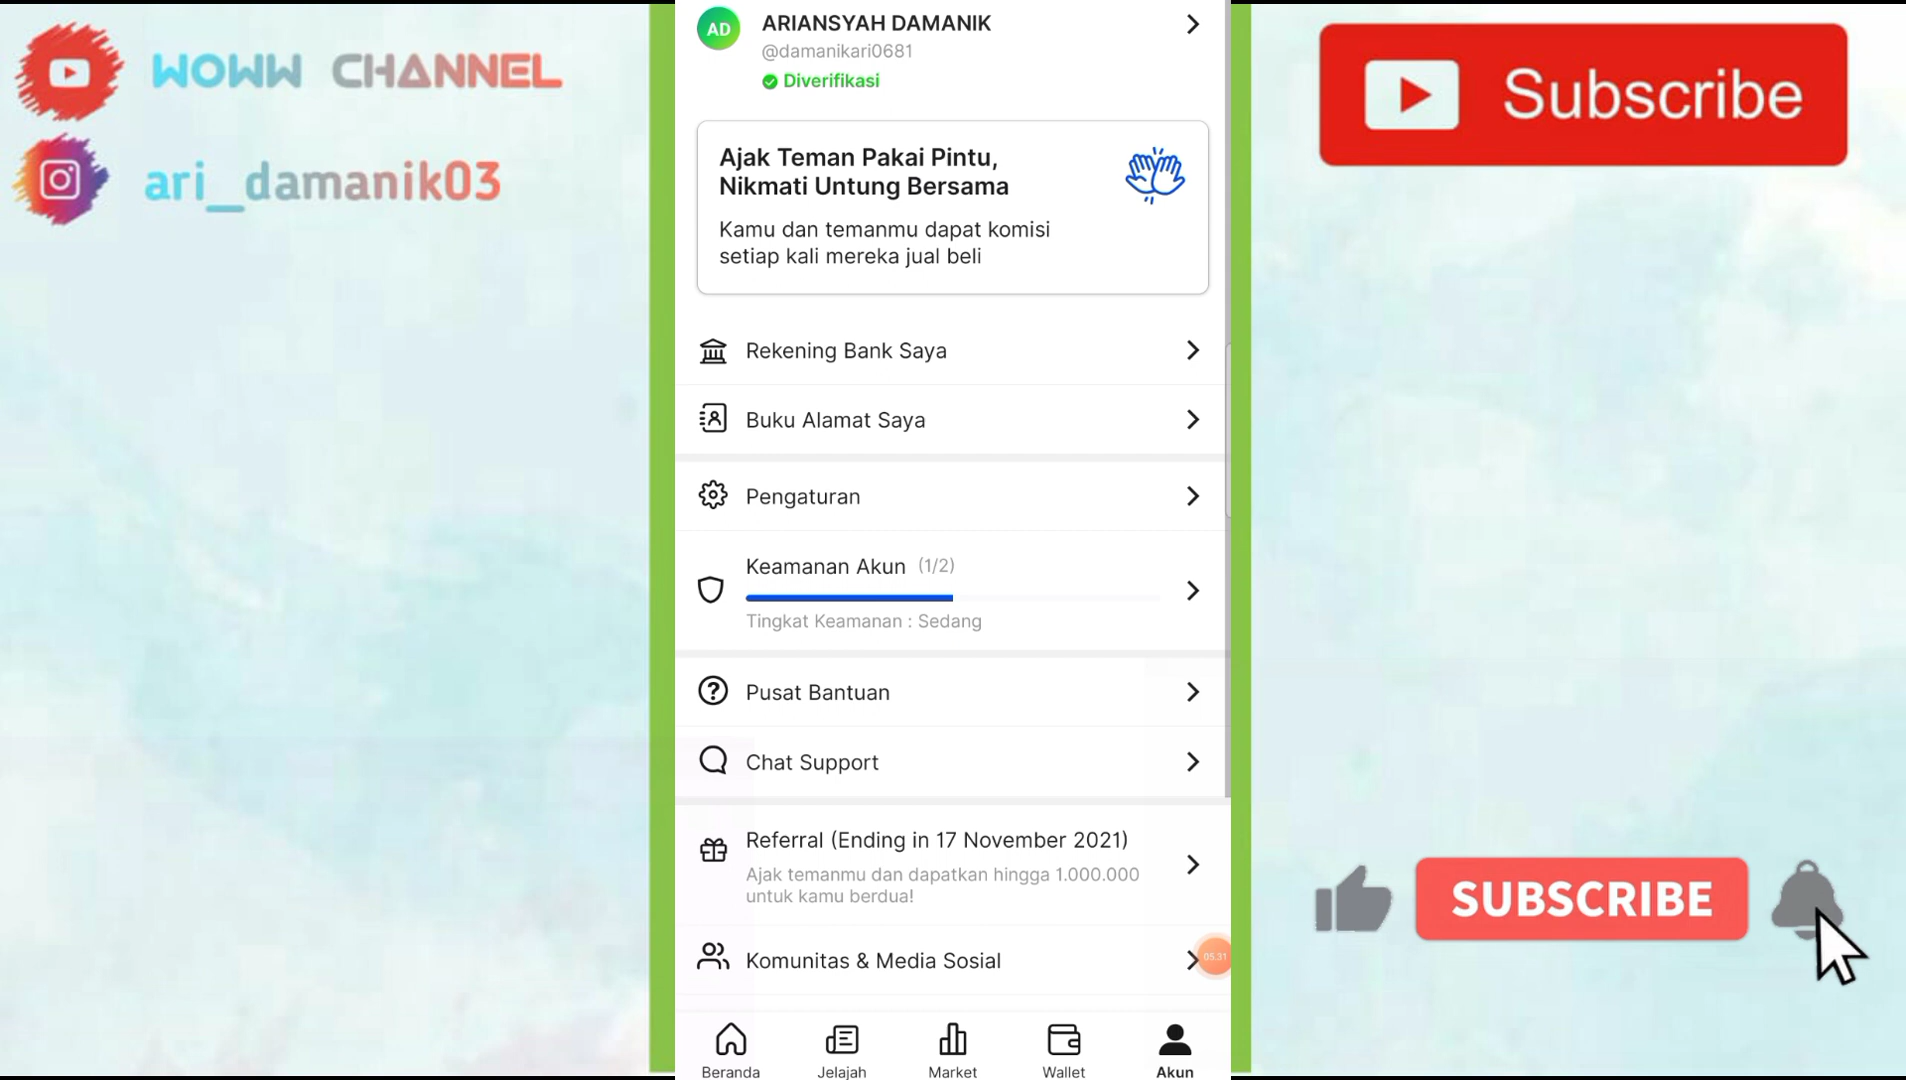 WOWW CHANNEL
ari_damanik03
AD
ARIANSYAH DAMANIK
@damanikari0681
Diverifikasi
Ajak Teman Pakai Pintu,
Nikmati Untung Bersama
Kamu dan temanmu dapat komisi
setiap kali mereka jual beli
Rekening Bank Saya
Buku Alamat Saya
Pengaturan
Keamanan Akun (1/2)
Tingkat Keamanan : Sedang
Pusat Bantuan
Chat Support
Referral (Ending in 17 November 2021)
Ajak temanmu dan dapatkan hingga 1.000.000
untuk kamu berdua!
Komunitas & Media Sosial
05:31
Beranda
Jelajah
Market
Wallet
Akun
Subscribe
SUBSCRIBE